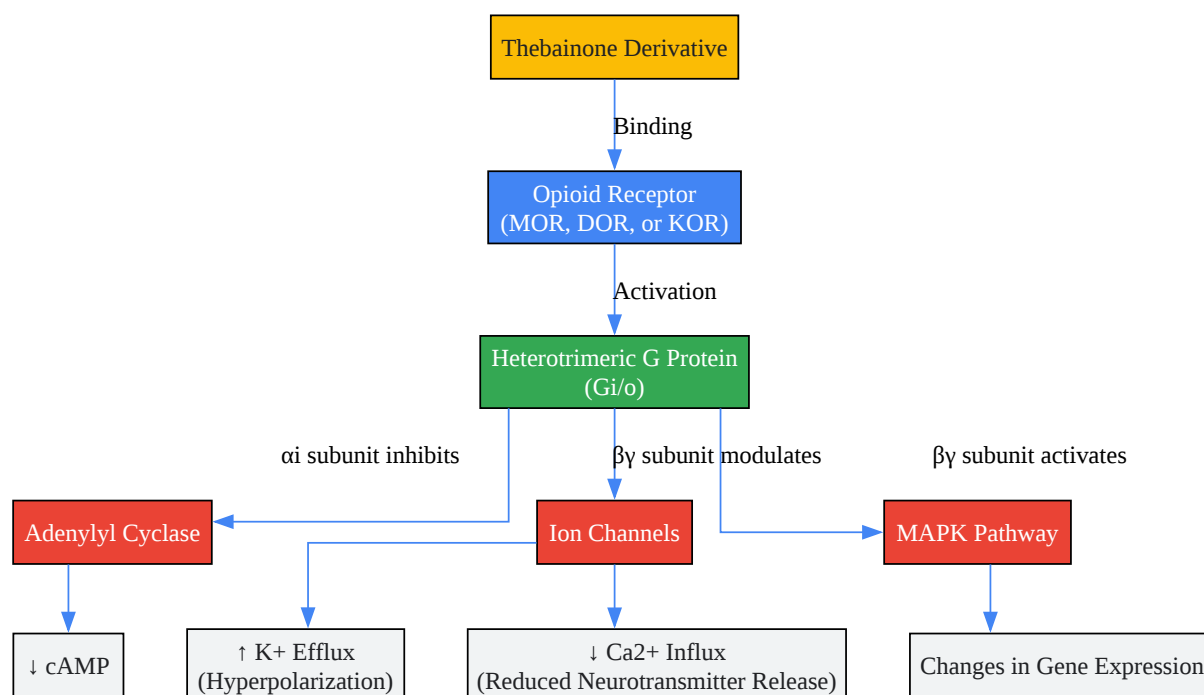 Thebainone Derivative
Binding
Opioid Receptor
(MOR, DOR, or KOR)
Activation
Heterotrimeric G Protein
(Gi/o)
αi subunit inhibits
βγ subunit modulates
βγ subunit activates
Adenylyl Cyclase
Ion Channels
MAPK Pathway
↓ cAMP
↑ K+ Efflux
(Hyperpolarization)
↓ Ca2+ Influx
(Reduced Neurotransmitter Release)
Changes in Gene Expression